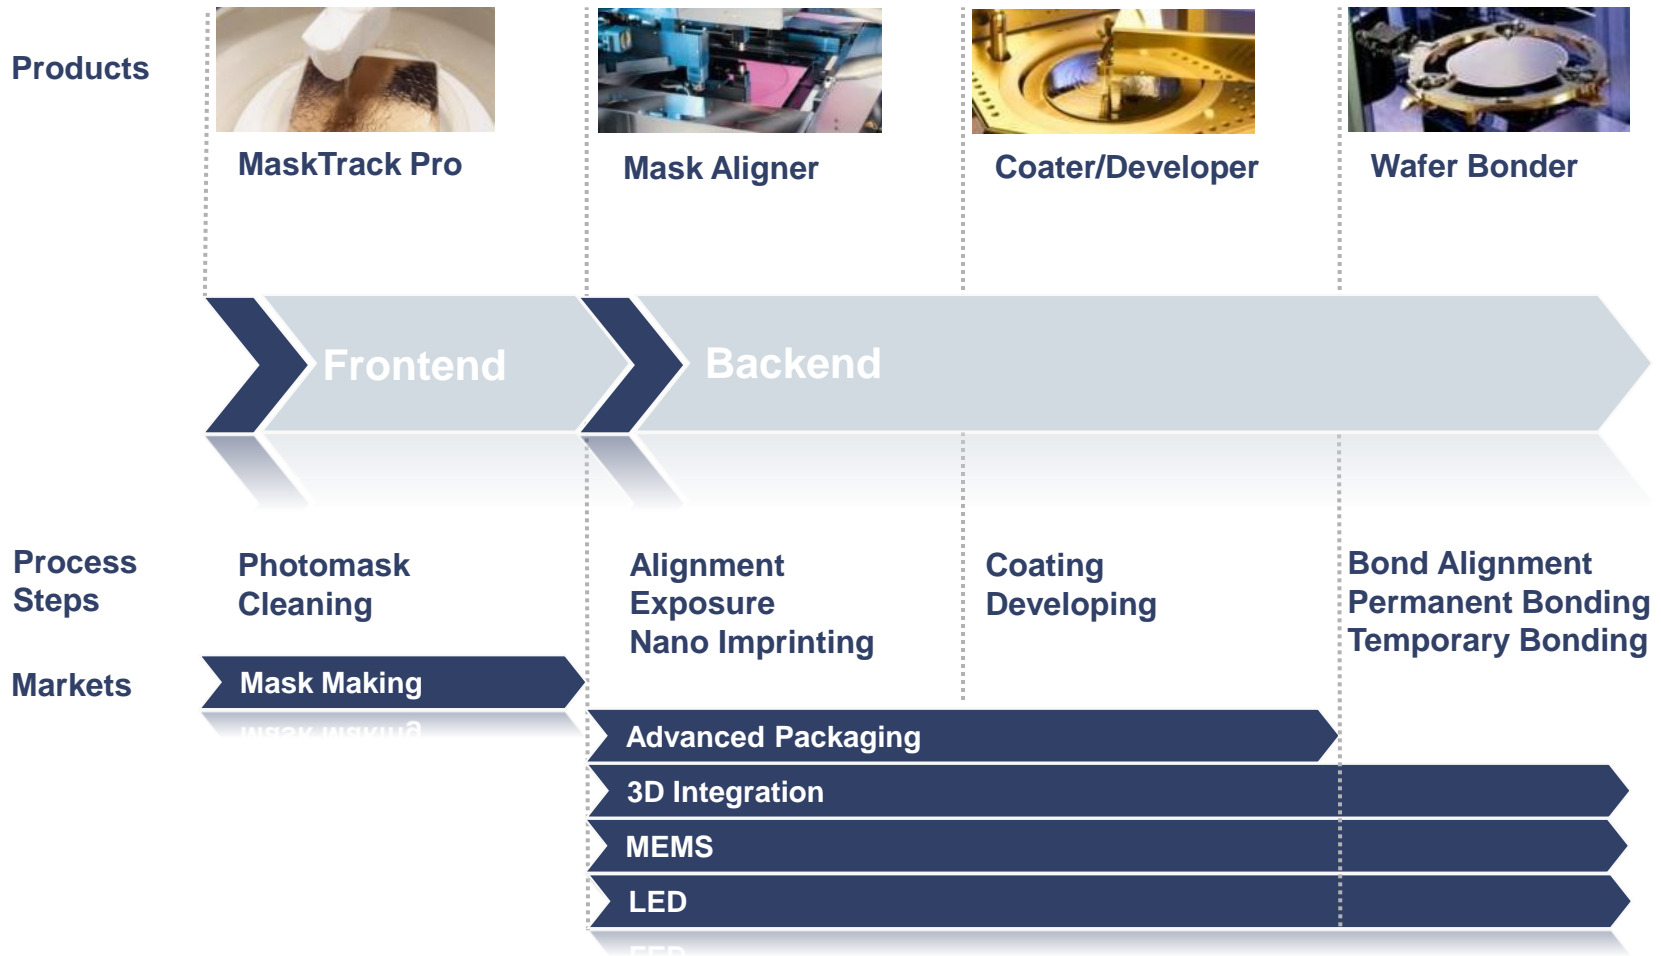 Products
MaskTrack Pro
Mask Aligner
Coater/Developer
Wafer Bonder
Frontend
Backend
Process
Steps
Photomask
Cleaning
Alignment
Exposure
Nano Imprinting
Coating
Developing
Bond Alignment
Permanent Bonding
Temporary Bonding
Markets
Mask Making
Advanced Packaging
3D Integration
MEMS
LED